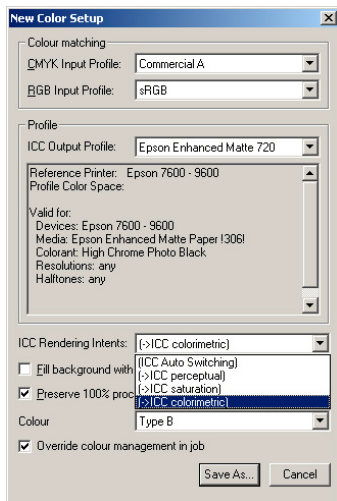 New Color Setup
Colour matching
CMYK Input Profile: Commercial A
RGB Input Profile: sRGB
Profile
ICC Output Profile: Epson Enhanced Matte 720
Reference Printer: Epson 7600 - 9600
Profile Color Space:
Valid for:
Devices: Epson 7600 - 9600
Media: Epson Enhanced Matte Paper !306!
Colorant: High Chrome Photo Black
Resolutions: any
Halftones: any
ICC Rendering Intents: (->ICC colorimetric)
(ICC Auto Switching)
Fill background with (->ICC perceptual)
(->ICC saturation)
Preserve 100% proc (->ICC colorimetric)
Colour Type B
Override colour management in job
Save As... Cancel